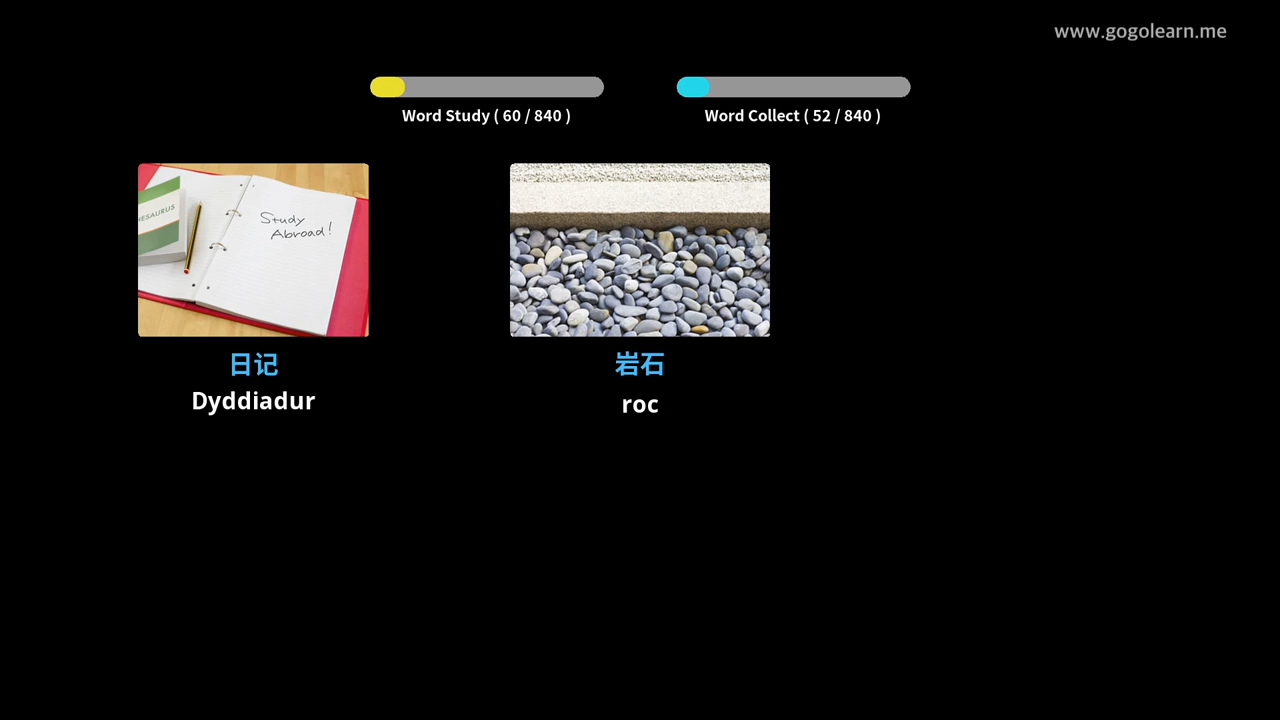 www.gogolearn.me
Word Study ( 60 / 840 )
Word Collect ( 52 / 840 )
THESAURUS
Study
Abroad!
日记
Dyddiadur
岩石
roc